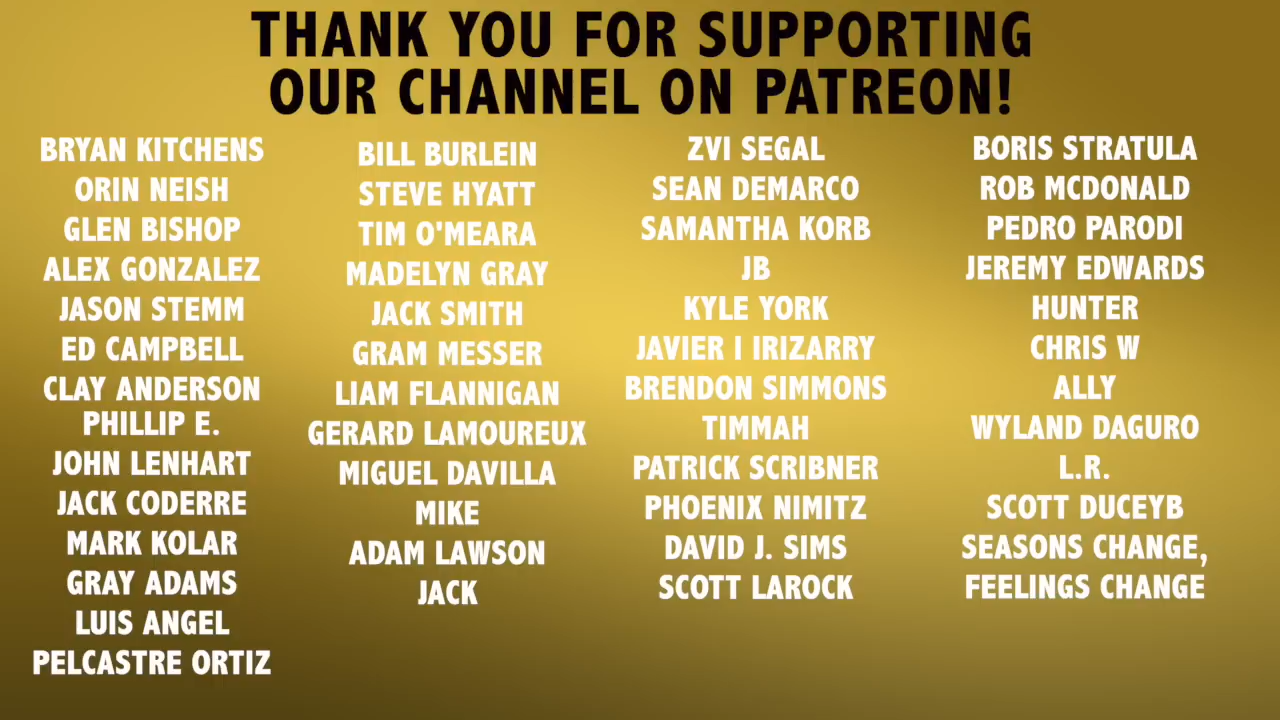 THANK YOU FOR SUPPORTING
OUR CHANNEL ON PATREON!
BRYAN KITCHENS
ORIN NEISH
GLEN BISHOP
ALEX GONZALEZ
JASON STEMM
ED CAMPBELL
CLAY ANDERSON
PHILLIP E.
JOHN LENHART
JACK CODERRE
MARK KOLAR
GRAY ADAMS
LUIS ANGEL
PELCASTRE ORTIZ
BILL BURLEIN
STEVE HYATT
TIM O'MEARA
MADELYN GRAY
JACK SMITH
GRAM MESSER
LIAM FLANNIGAN
GERARD LAMOUREUX
MIGUEL DAVILLA
MIKE
ADAM LAWSON
JACK
ZVI SEGAL
SEAN DEMARCO
SAMANTHA KORB
JB
KYLE YORK
JAVIER I IRIZARRY
BRENDON SIMMONS
TIMMAH
PATRICK SCRIBNER
PHOENIX NIMITZ
DAVID J. SIMS
SCOTT LAROCK
BORIS STRATULA
ROB MCDONALD
PEDRO PARODI
JEREMY EDWARDS
HUNTER
CHRIS W
ALLY
WYLAND DAGURO
L.R.
SCOTT DUCEYB
SEASONS CHANGE,
FEELINGS CHANGE